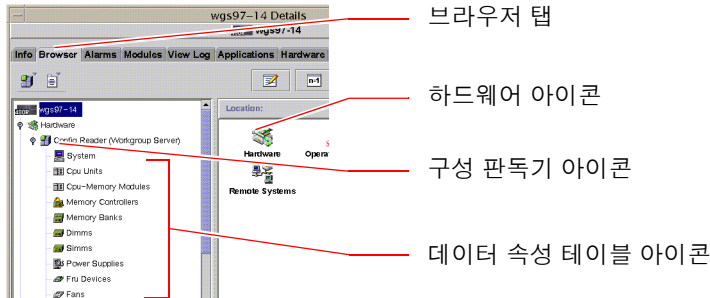 wgs97-14 Details
wgs97-14
Info Browser Alarms Modules View Log Applications Hardware
wgs97-14
Hardware
Config Reader (Workgroup Server)
System
Cpu Units
Cpu-Memory Modules
Memory Controllers
Memory Banks
Dimms
Simms
Power Supplies
Fru Devices
Fans
Location:
Hardware
Remote Systems
브라우저 탭
하드웨어 아이콘
구성 판독기 아이콘
데이터 속성 테이블 아이콘